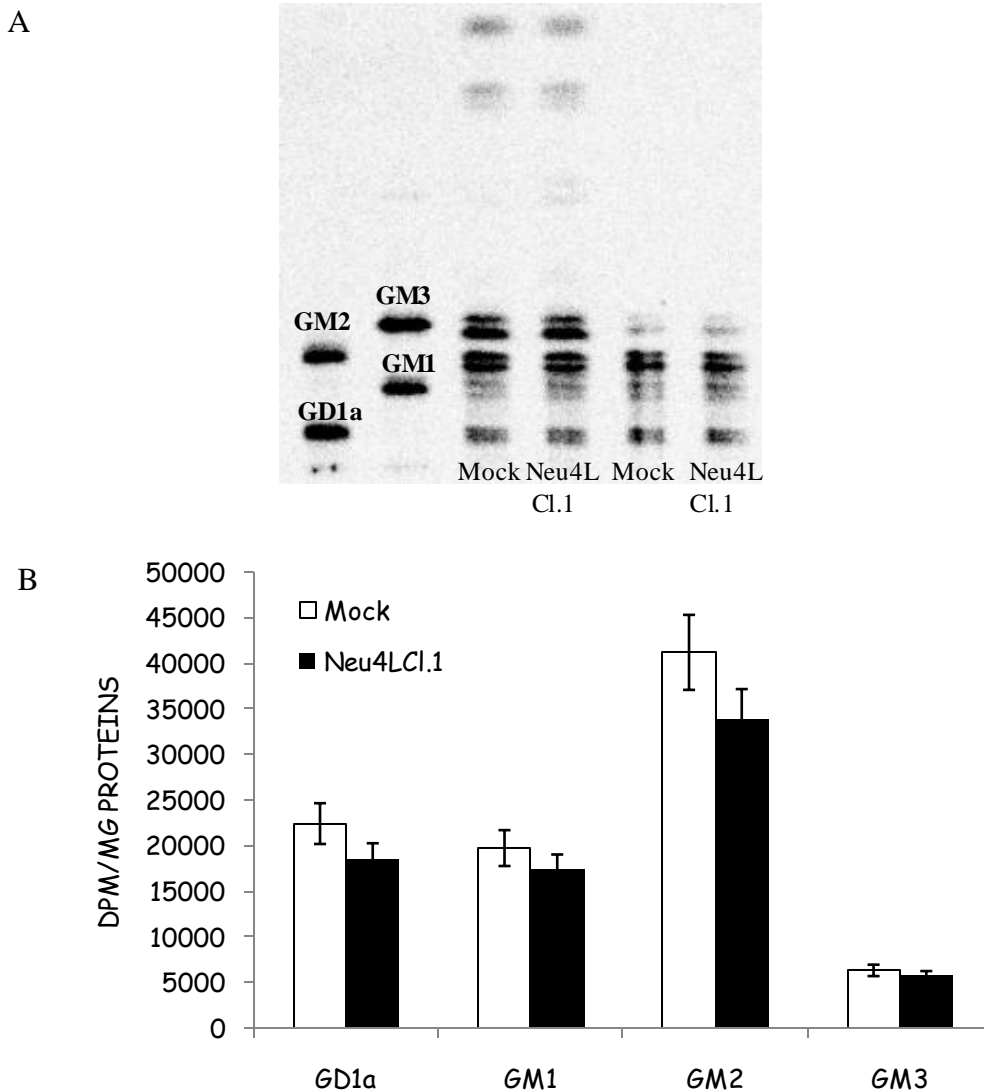 A
GM3
GM2
GM1
GD1a
Mock Neu4L Mock Neu4L
Cl.1 Cl.1
B
50000
45000
40000
35000
30000
25000
20000
15000
10000
5000
0
DPM/MG PROTEINS
Mock
Neu4LCl.1
GD1a GM1 GM2 GM3